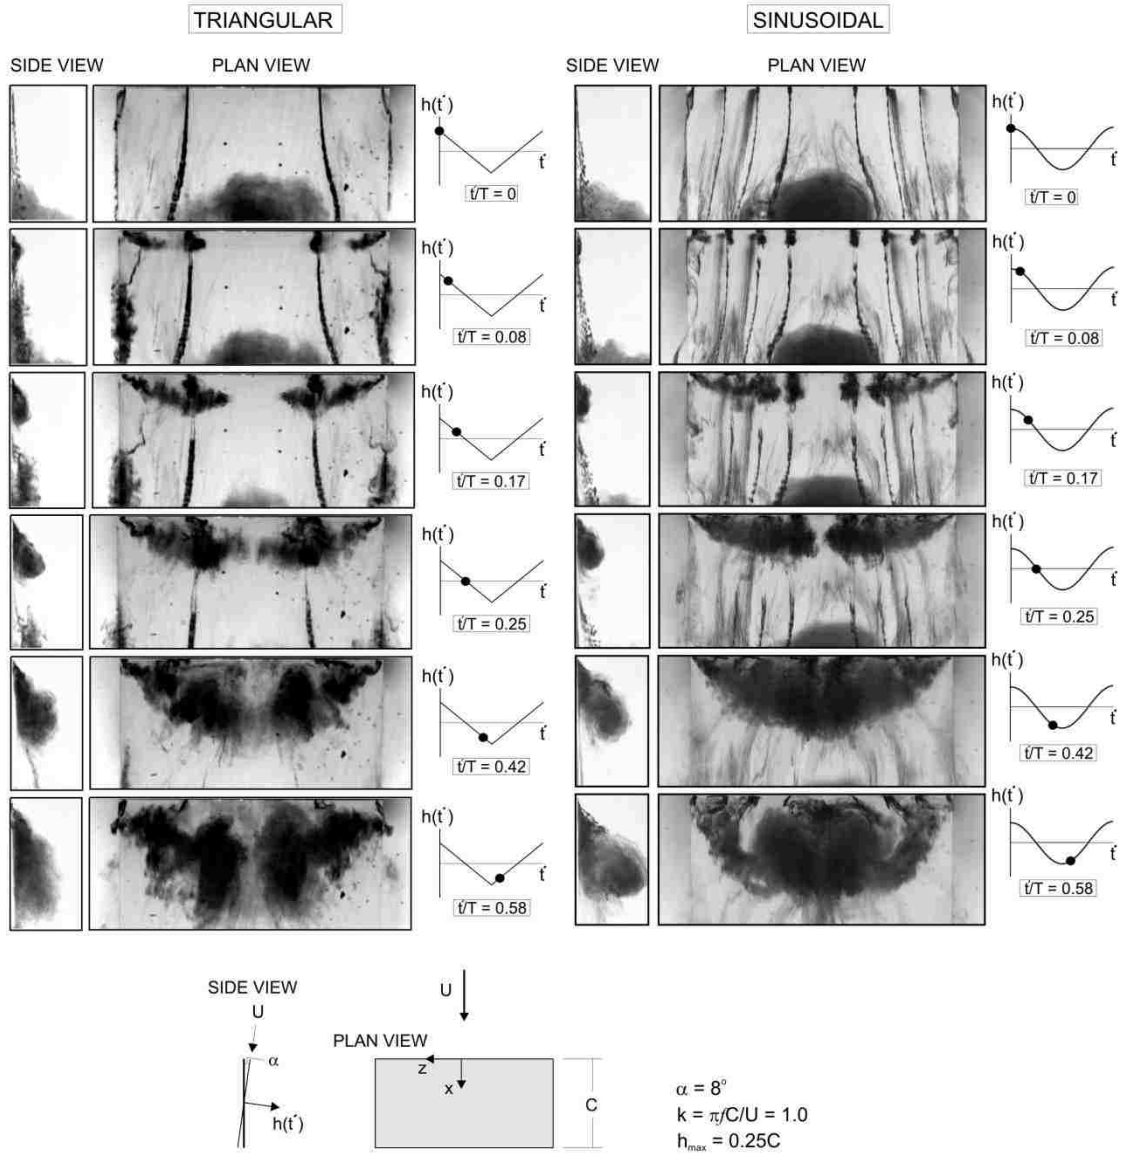 TRIANGULAR
SIDE VIEW
PLAN VIEW
h(t*)
t*
t*/T = 0
h(t*)
t*
t*/T = 0.08
h(t*)
t*
t*/T = 0.17
h(t*)
t*
t*/T = 0.25
h(t*)
t*
t*/T = 0.42
h(t*)
t*
t*/T = 0.58
SINUSOIDAL
SIDE VIEW
PLAN VIEW
h(t*)
t*
t*/T = 0
h(t*)
t*
t*/T = 0.08
h(t*)
t*
t*/T = 0.17
h(t*)
t*
t*/T = 0.25
h(t*)
t*
t*/T = 0.42
h(t*)
t*
t*/T = 0.58
SIDE VIEW
U
α
h(t*)
U
PLAN VIEW
z
x
C
α = 8°
k = πfC/U = 1.0
hmax = 0.25C